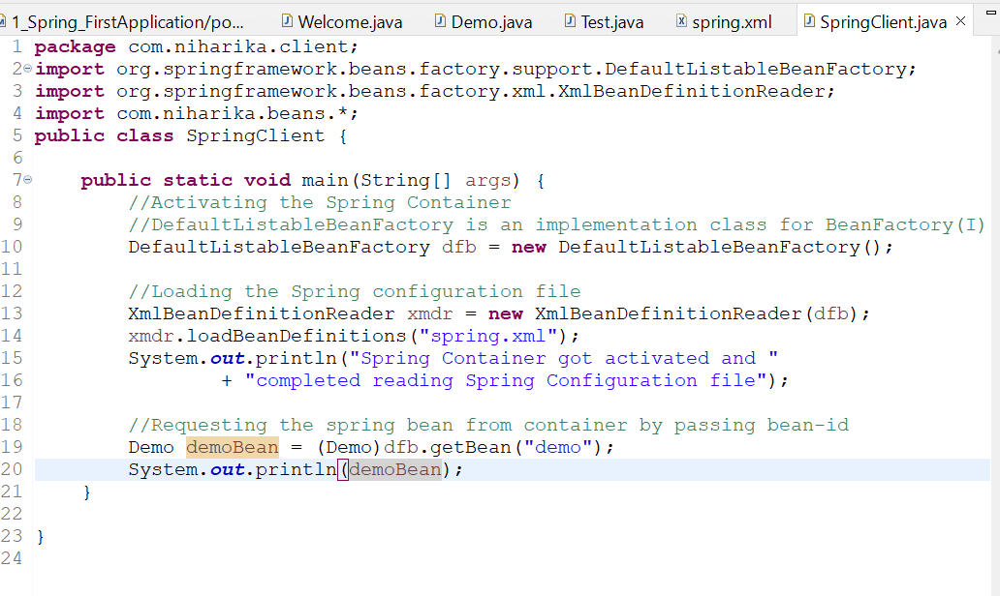 1_Spring_FirstApplication/po... Welcome.java Demo.java Test.java spring.xml SpringClient.java
1 package com.niharika.client;
2 import org.springframework.beans.factory.support.DefaultListableBeanFactory;
3 import org.springframework.beans.factory.xml.XmlBeanDefinitionReader;
4 import com.niharika.beans.*;
5 public class SpringClient {
6
7 public static void main(String[] args) {
8 //Activating the Spring Container
9 //DefaultListableBeanFactory is an implementation class for BeanFactory(I)
10 DefaultListableBeanFactory dfb = new DefaultListableBeanFactory();
11
12 //Loading the Spring configuration file
13 XmlBeanDefinitionReader xmdr = new XmlBeanDefinitionReader(dfb);
14 xmdr.loadBeanDefinitions("spring.xml");
15 System.out.println("Spring Container got activated and "
16 + "completed reading Spring Configuration file");
17
18 //Requesting the spring bean from container by passing bean-id
19 Demo demoBean = (Demo)dfb.getBean("demo");
20 System.out.println(demoBean);
21 }
22
23 }
24